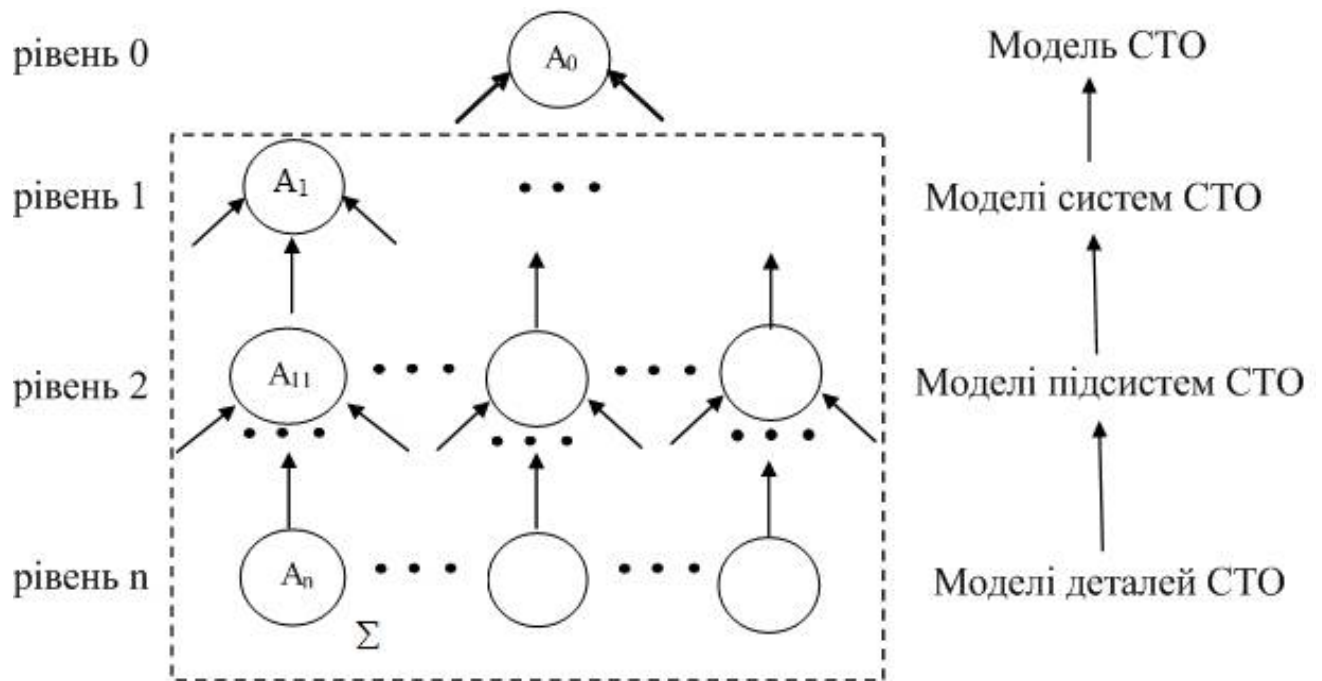 рівень 0
A₀
Модель СТО
рівень 1
A₁
Моделі систем СТО
рівень 2
A₁₁
Моделі підсистем СТО
рівень n
Aₙ
Моделі деталей СТО
Σ